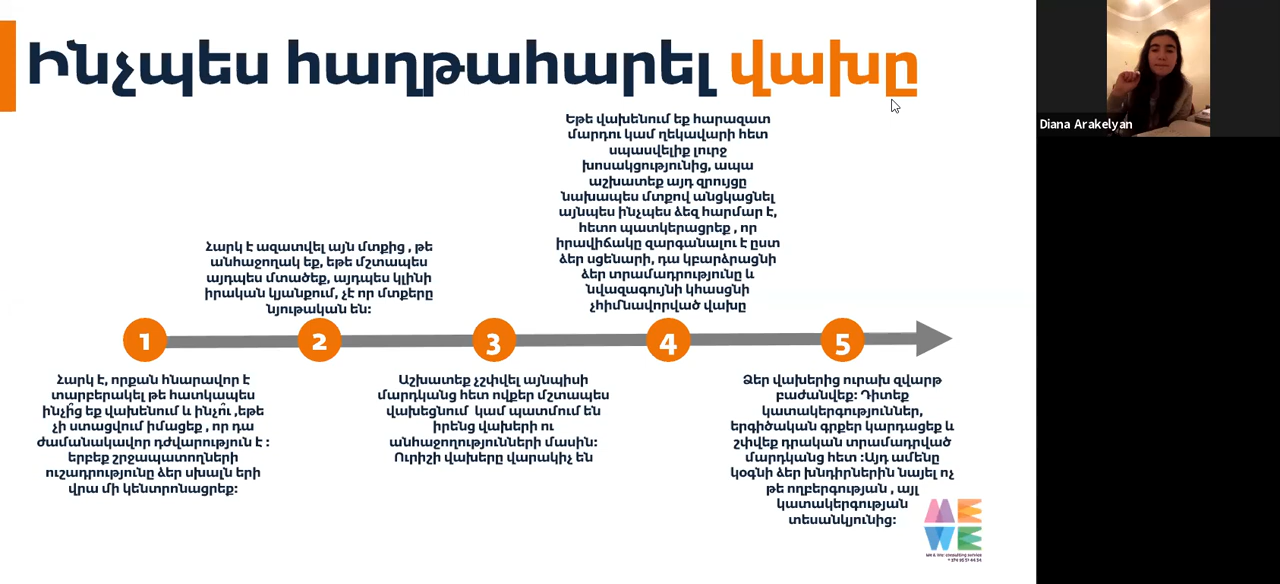 Ինչպես հաղթահարել վախը
Diana Arakelyan
Եթե վախենում եք հարազատ
մարդու կամ ղեկավարի հետ
սպասվելիք լուրջ
խոսակցությունից, ապա
աշխատեք այդ զրույցը
նախապես մտքով անցկացնել
այնպես ինչպես ձեզ հարմար է,
հետո պատկերացրեք , որ
իրավիճակը զարգանալու է ըստ
ձեր սցենարի, դա կբարձրացնի
ձեր տրամադրությունը և
նվազագույնի կհասցնի
չհիմնավորված վախը
Հարկ է ազատվել այն մտքից , թե
անհաջողակ եք, եթե մշտապես
այդպես մտածեք, այդպես կլինի
իրական կյանքում, չէ որ մտքերը
նյութական են:
1
2
3
4
5
Հարկ է, որքան հնարավոր է
տարբերակել թե հատկապես
ինչի՞ց եք վախենում և ինչո՞ւ ,եթե
չի ստացվում իմացեք , որ դա
ժամանակավոր դժվարություն է :
երբեք շրջապատողների
ուշադրությունը ձեր սխալն երի
վրա մի կենտրոնացրեք:
Աշխատեք չշփվել այնպիսի
մարդկանց հետ ովքեր մշտապես
վախեցնում կամ պատմում են
իրենց վախերի ու
անհաջողությունների մասին:
Ուրիշի վախերը վարակիչ են
Ձեր վախերից ուրախ զվարթ
բաժանվեք: Դիտեք
կատակերգություններ,
երգիծական գրքեր կարդացեք և
շփվեք դրական տրամադրված
մարդկանց հետ :Այդ ամենը
կօգնի ձեր խնդիրներին նայել ոչ
թե ողբերգության , այլ
կատակերգության
տեսանկյունից:
ME
WE